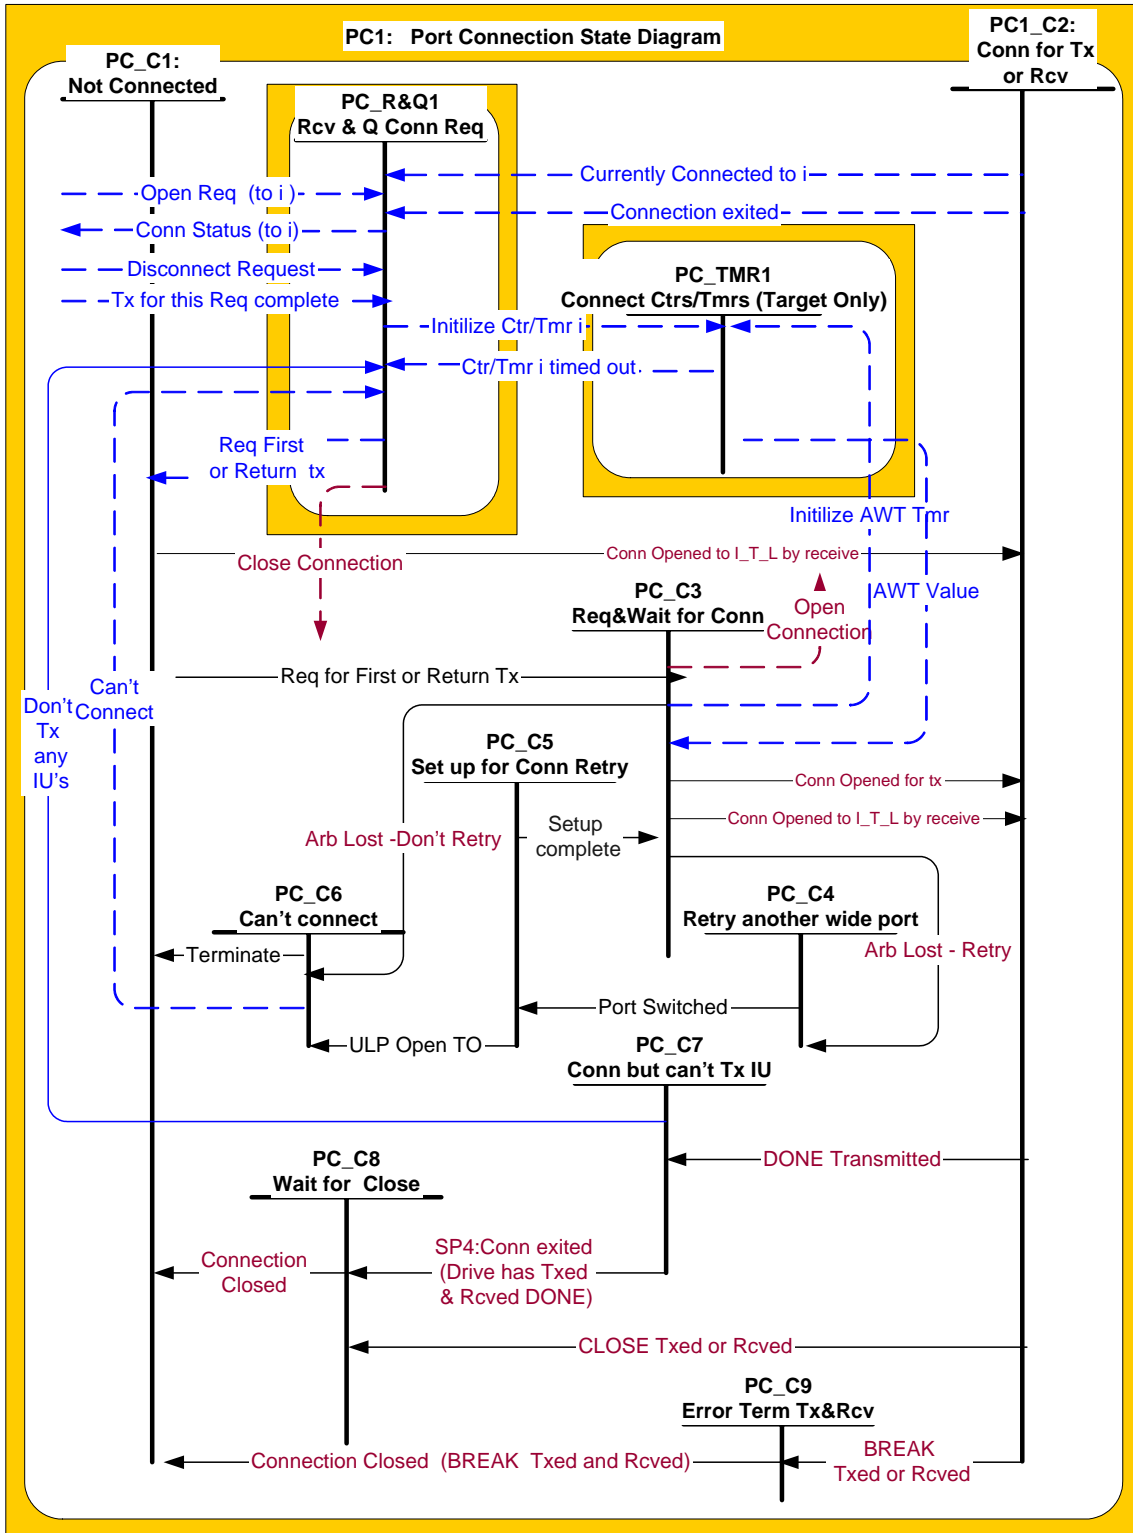 PC1:   Port Connection State Diagram
PC_C1:
Not Connected
PC1_C2:
Conn for Tx
or Rcv
PC_R&Q1
Rcv & Q Conn Req
Currently Connected to i
Open Req  (to i )
Connection exited
Conn Status (to i)
Disconnect Request
PC_TMR1
Connect Ctrs/Tmrs (Target Only)
Tx for this Req complete
Initilize Ctr/Tmr i
Ctr/Tmr i timed out
Req First
or Return  tx
Initilize AWT Tmr
Close Connection
Conn Opened to I_T_L by receive
PC_C3
Req&Wait for Conn
AWT Value
Open
Connection
Req for First or Return Tx
Can't
Connect
Don't
Tx
any
IU's
PC_C5
Set up for Conn Retry
Conn Opened for tx
Conn Opened to I_T_L by receive
Arb Lost -Don't Retry
Setup
complete
PC_C6
Can't connect
PC_C4
Retry another wide port
Terminate
Arb Lost - Retry
Port Switched
ULP Open TO
PC_C7
Conn but can't Tx IU
DONE Transmitted
PC_C8
Wait for  Close
Connection
Closed
SP4:Conn exited
(Drive has Txed
& Rcved DONE)
CLOSE Txed or Rcved
PC_C9
Error Term Tx&Rcv
Connection Closed  (BREAK  Txed and Rcved)
BREAK
Txed or Rcved